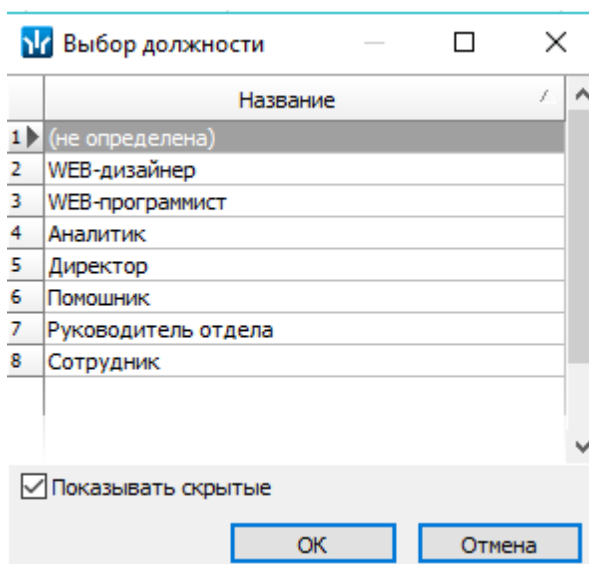 Выбор должности
Название
1 (не определена)
2 WEB-дизайнер
3 WEB-программист
4 Аналитик
5 Директор
6 Помошник
7 Руководитель отдела
8 Сотрудник
Показывать скрытые
ОК Отмена